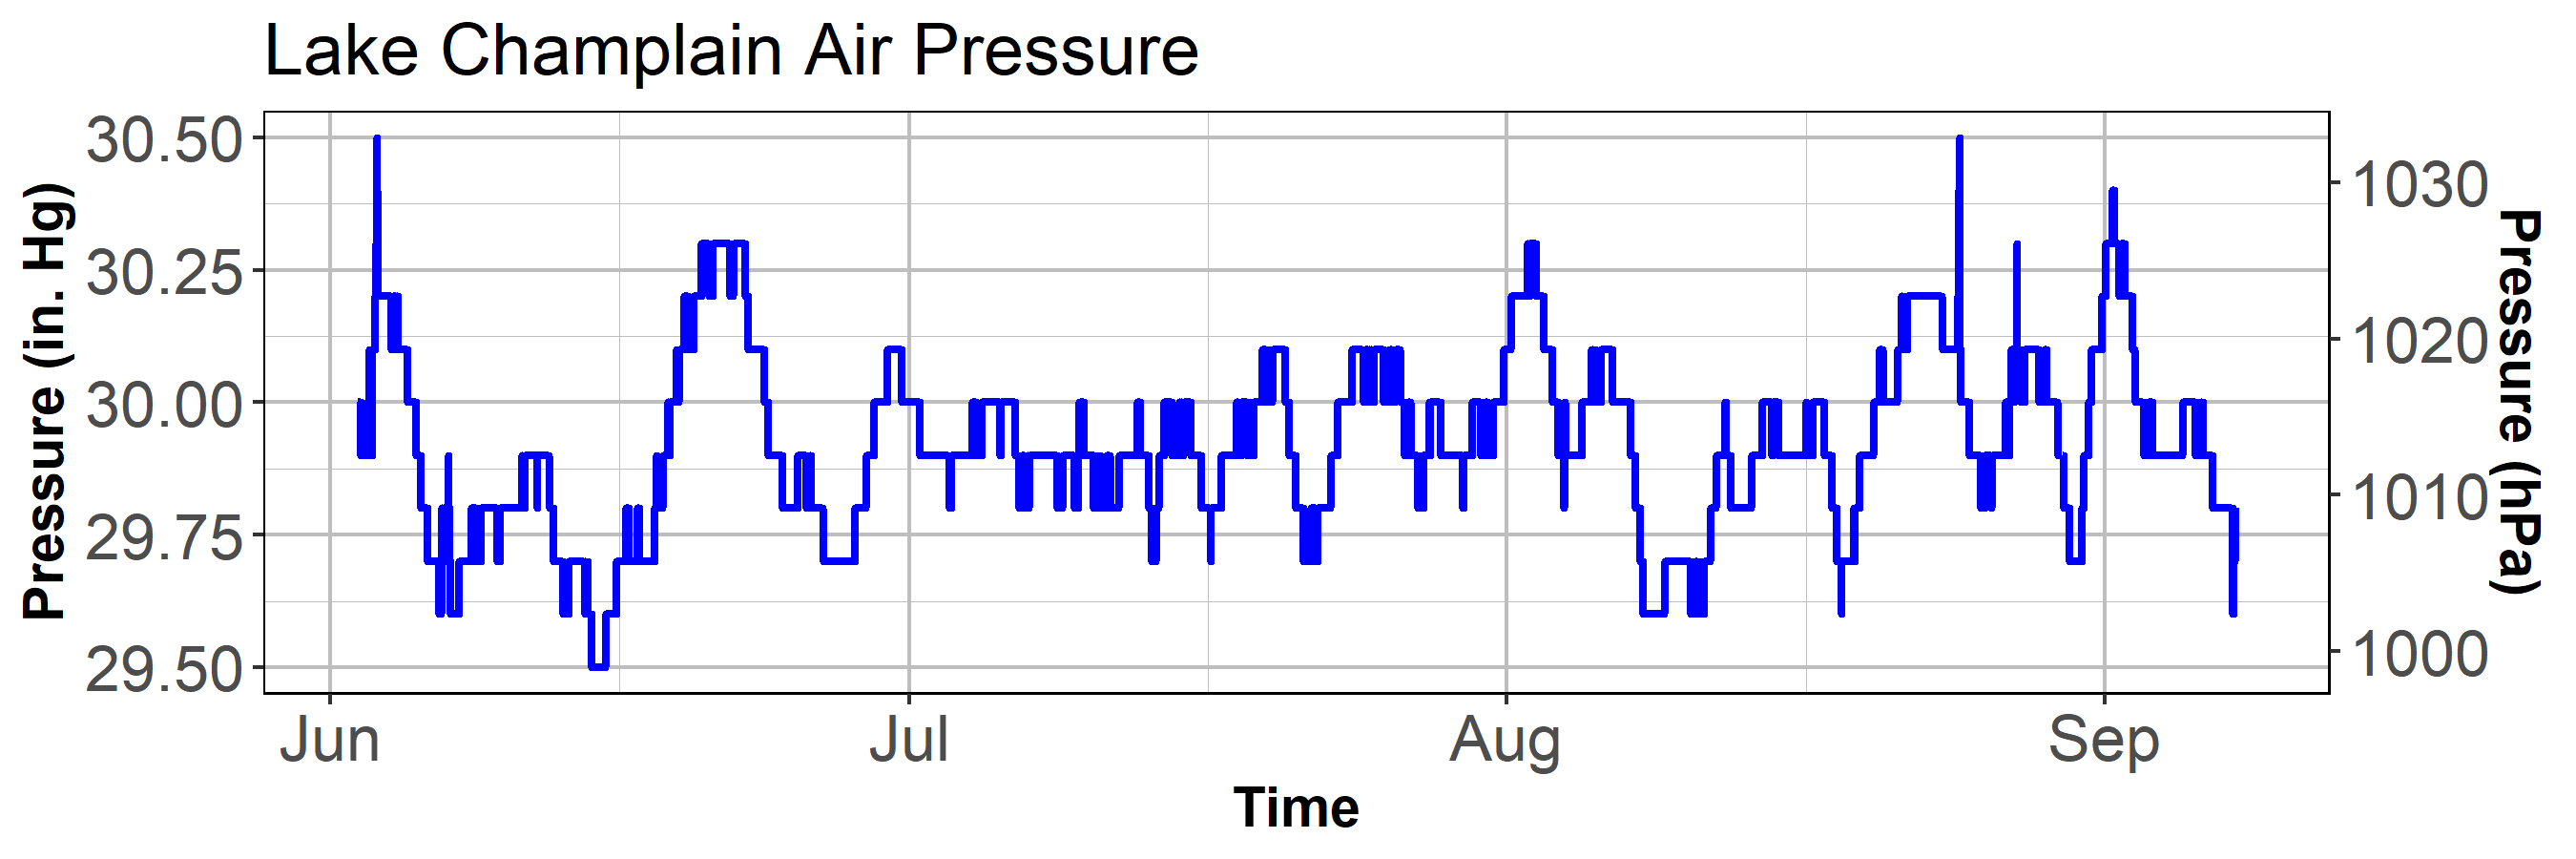 Lake Champlain Air Pressure
30.50
30.25
30.00
29.75
29.50
Pressure (in. Hg)
1030
1020
1010
1000
Pressure (hPa)
Jun Jul Aug Sep
Time